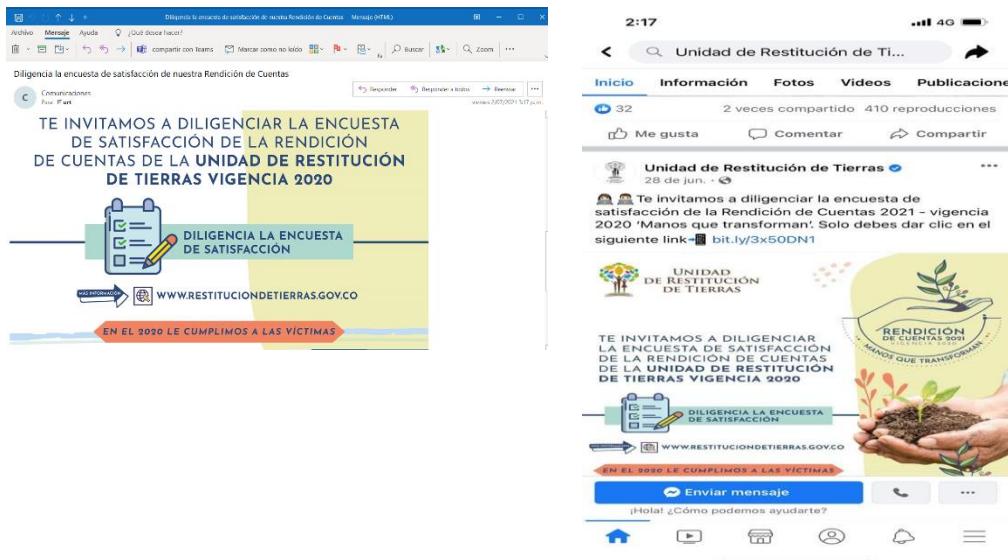 Diligencia la encuesta de satisfacción de nuestra Rendición de Cuentas - Mensaje (HTML)
Archivo Mensaje Ayuda ¿Qué desea hacer?
compartir con Teams Marcar como no leído Buscar Zoom
Diligencia la encuesta de satisfacción de nuestra Rendición de Cuentas
C
Comunicaciones
Para
Responder Responder a todos Reenviar
viernes 2/07/2021 3:17 p.m.
TE INVITAMOS A DILIGENCIAR LA ENCUESTA
DE SATISFACCIÓN DE LA RENDICIÓN
DE CUENTAS DE LA UNIDAD DE RESTITUCIÓN
DE TIERRAS VIGENCIA 2020
DILIGENCIA LA ENCUESTA
DE SATISFACCIÓN
MÁS INFORMACIÓN
WWW.RESTITUCIONDETIERRAS.GOV.CO
EN EL 2020 LE CUMPLIMOS A LAS VÍCTIMAS
2:17
4G
Unidad de Restitución de Ti...
Inicio Información Fotos Videos Publicacione
32 2 veces compartido 410 reproducciones
Me gusta Comentar Compartir
Unidad de Restitución de Tierras
28 de jun. ·
Te invitamos a diligenciar la encuesta de
satisfacción de la Rendición de Cuentas 2021 - vigencia
2020 'Manos que transforman'. Solo debes dar clic en el
siguiente link bit.ly/3x50DN1
UNIDAD
DE RESTITUCIÓN
DE TIERRAS
RENDICIÓN
DE CUENTAS 2021
VIGENCIA 2020
MANOS QUE TRANSFORMAN
TE INVITAMOS A DILIGENCIAR
LA ENCUESTA DE SATISFACCIÓN
DE LA RENDICIÓN DE CUENTAS
DE LA UNIDAD DE RESTITUCIÓN
DE TIERRAS VIGENCIA 2020
DILIGENCIA LA ENCUESTA
DE SATISFACCIÓN
WWW.RESTITUCIONDETIERRAS.GOV.CO
EN EL 2020 LE CUMPLIMOS A LAS VÍCTIMAS
Enviar mensaje
¡Hola! ¿Cómo podemos ayudarte?